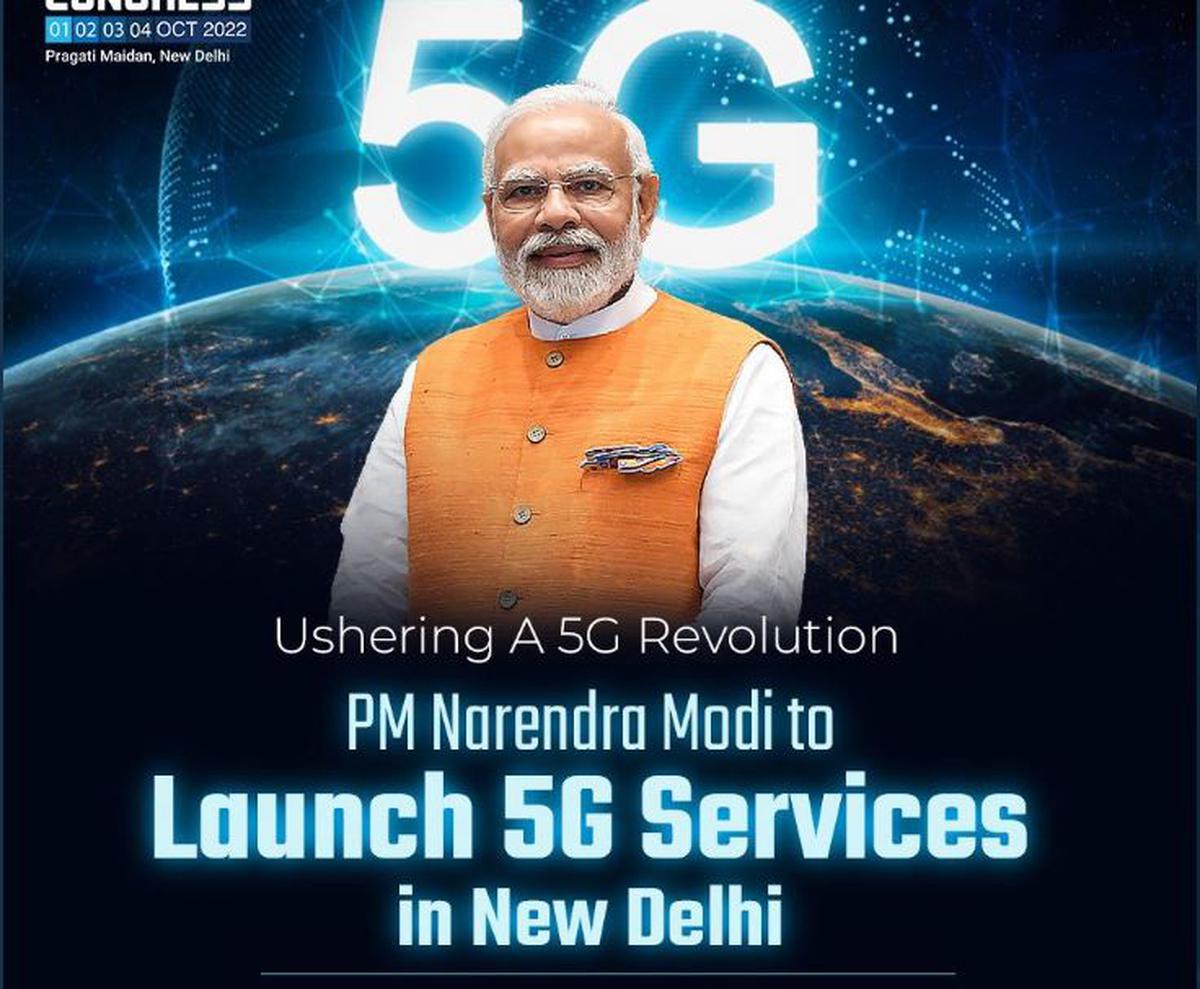 CONGRESS
01 02 03 04 OCT 2022
Pragati Maidan, New Delhi
5G
Ushering A 5G Revolution
PM Narendra Modi to
Launch 5G Services
in New Delhi